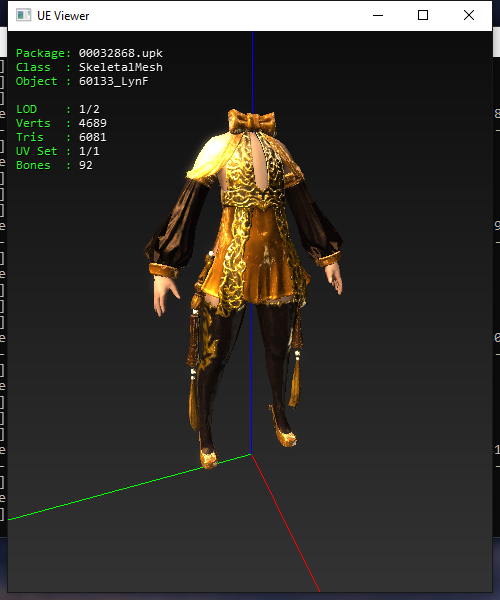 UE Viewer
Package: 00032868.upk
Class : SkeletalMesh
Object : 60133_LynF
LOD : 1/2
Verts : 4689
Tris : 6081
UV Set : 1/1
Bones : 92